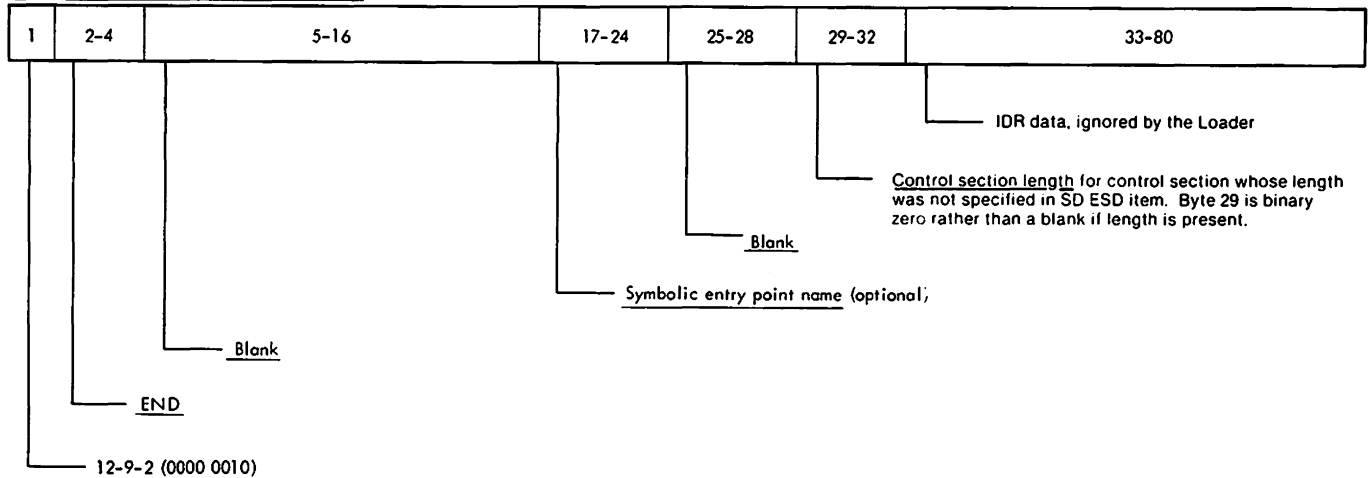 1 2-4 5-16 17-24 25-28 29-32 33-80
IDR data, ignored by the Loader
Control section length for control section whose length
was not specified in SD ESD item. Byte 29 is binary
zero rather than a blank if length is present.
Blank
Symbolic entry point name (optional)
Blank
END
12-9-2 (0000 0010)